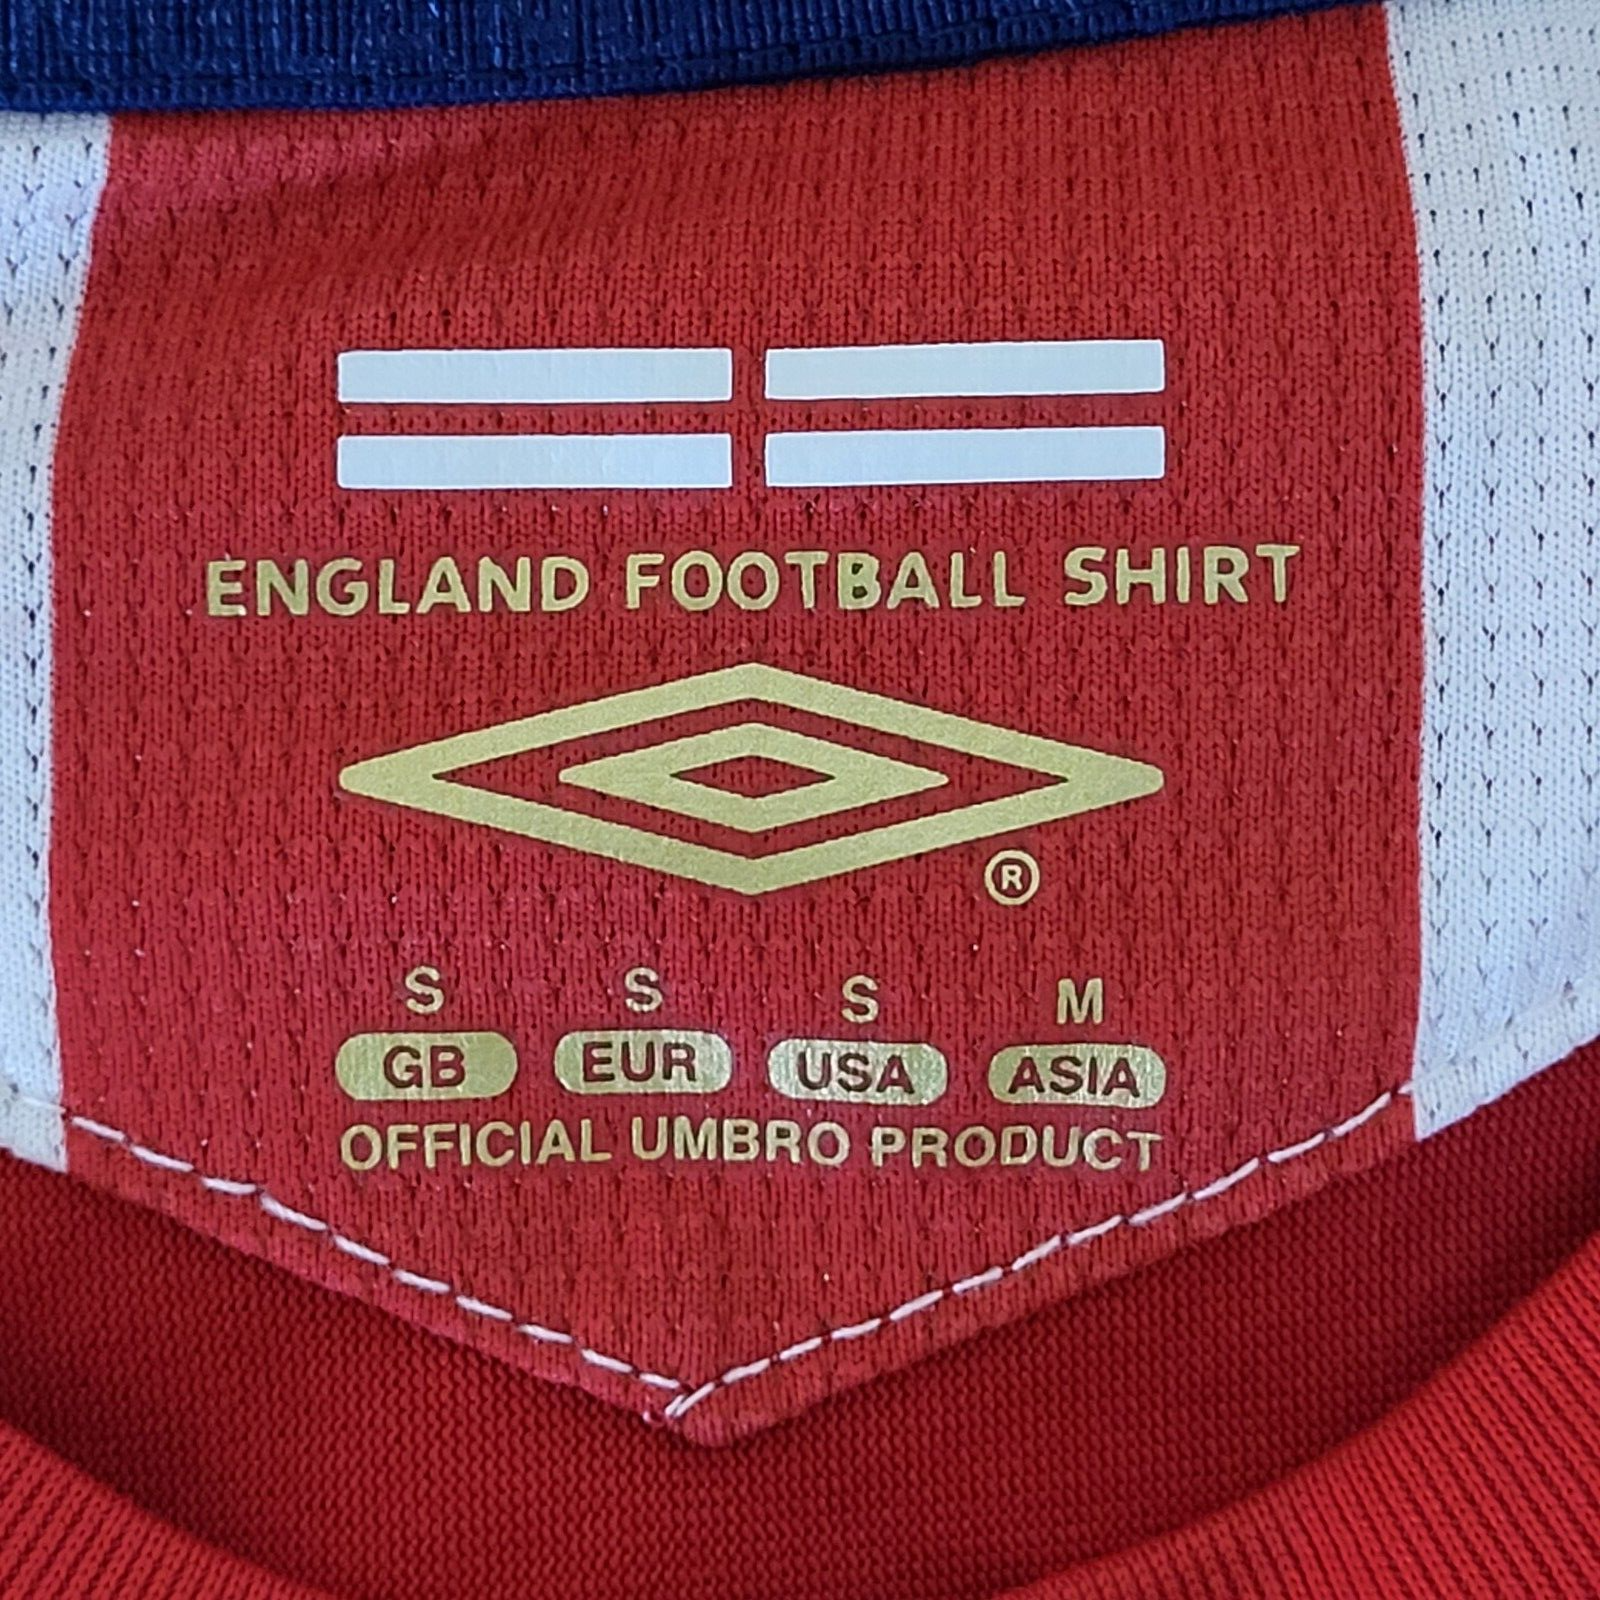 ENGLAND FOOTBALL SHIRT
®
S S S M
GB EUR USA ASIA
OFFICIAL UMBRO PRODUCT